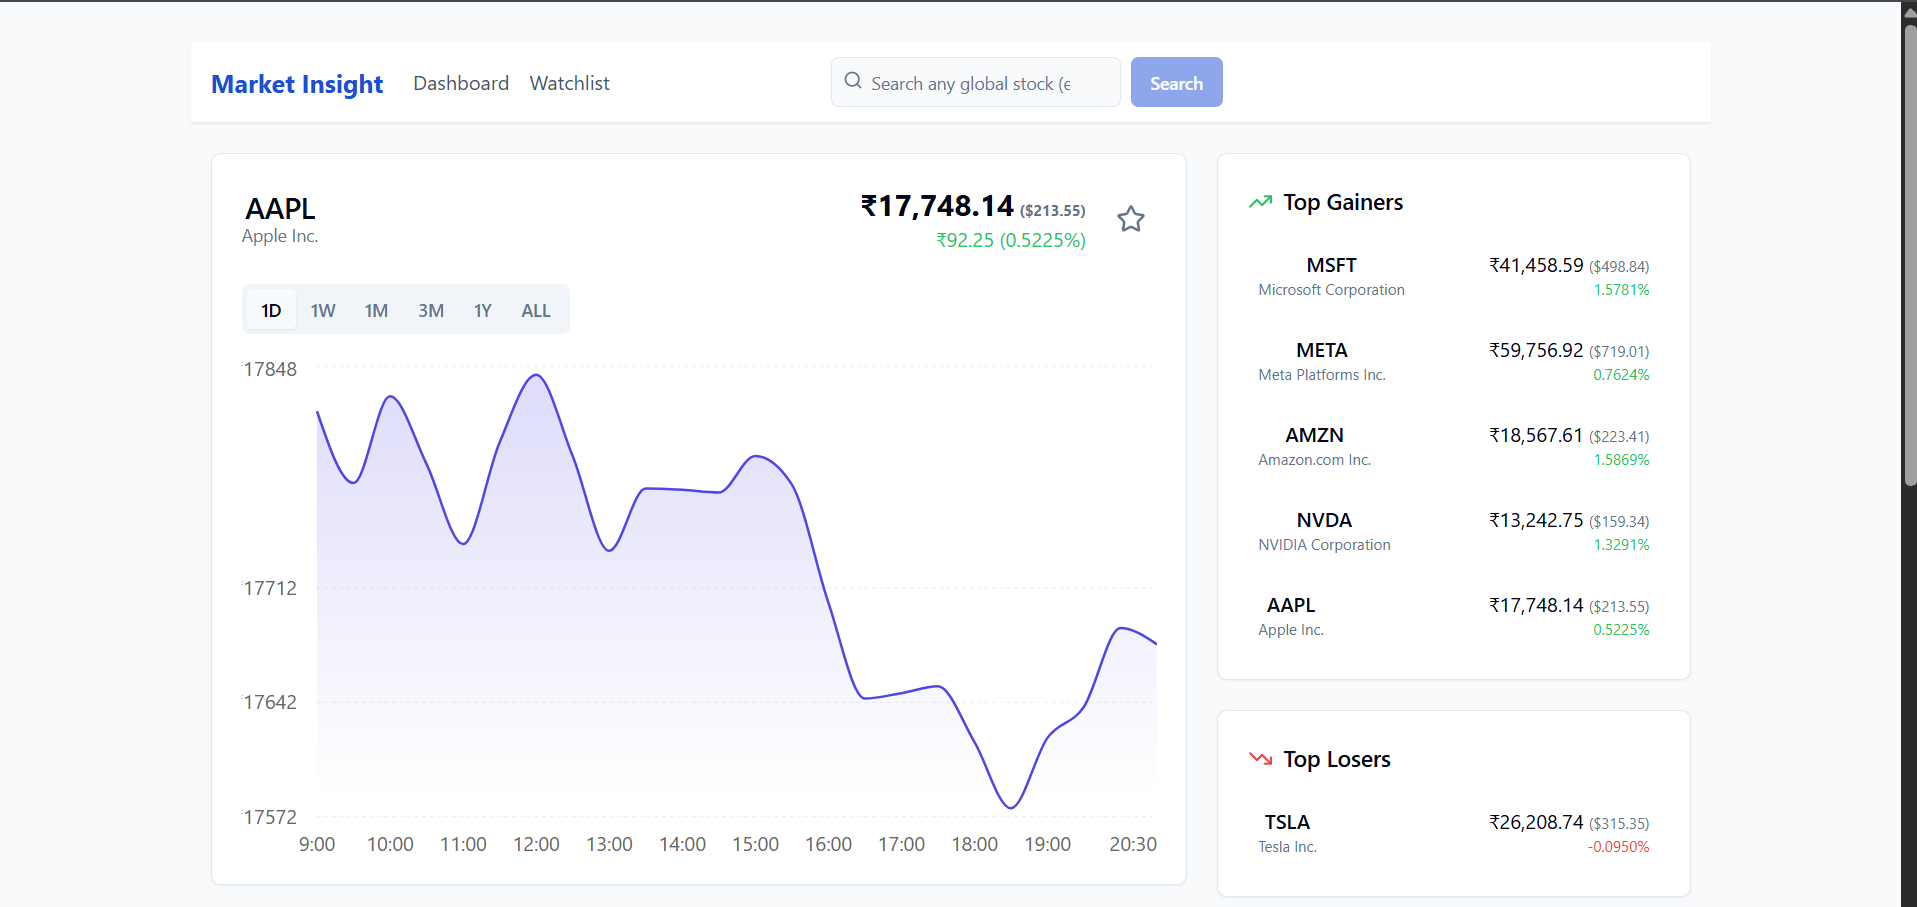 Market Insight Dashboard Watchlist Search any global stock (e Search
AAPL
Apple Inc.
₹17,748.14 ($213.55)
₹92.25 (0.5225%)
1D 1W 1M 3M 1Y ALL
17848
17712
17642
17572
9:00 10:00 11:00 12:00 13:00 14:00 15:00 16:00 17:00 18:00 19:00 20:30
Top Gainers
MSFT ₹41,458.59 ($498.84)
Microsoft Corporation 1.5781%
META ₹59,756.92 ($719.01)
Meta Platforms Inc. 0.7624%
AMZN ₹18,567.61 ($223.41)
Amazon.com Inc. 1.5869%
NVDA ₹13,242.75 ($159.34)
NVIDIA Corporation 1.3291%
AAPL ₹17,748.14 ($213.55)
Apple Inc. 0.5225%
Top Losers
TSLA ₹26,208.74 ($315.35)
Tesla Inc. -0.0950%